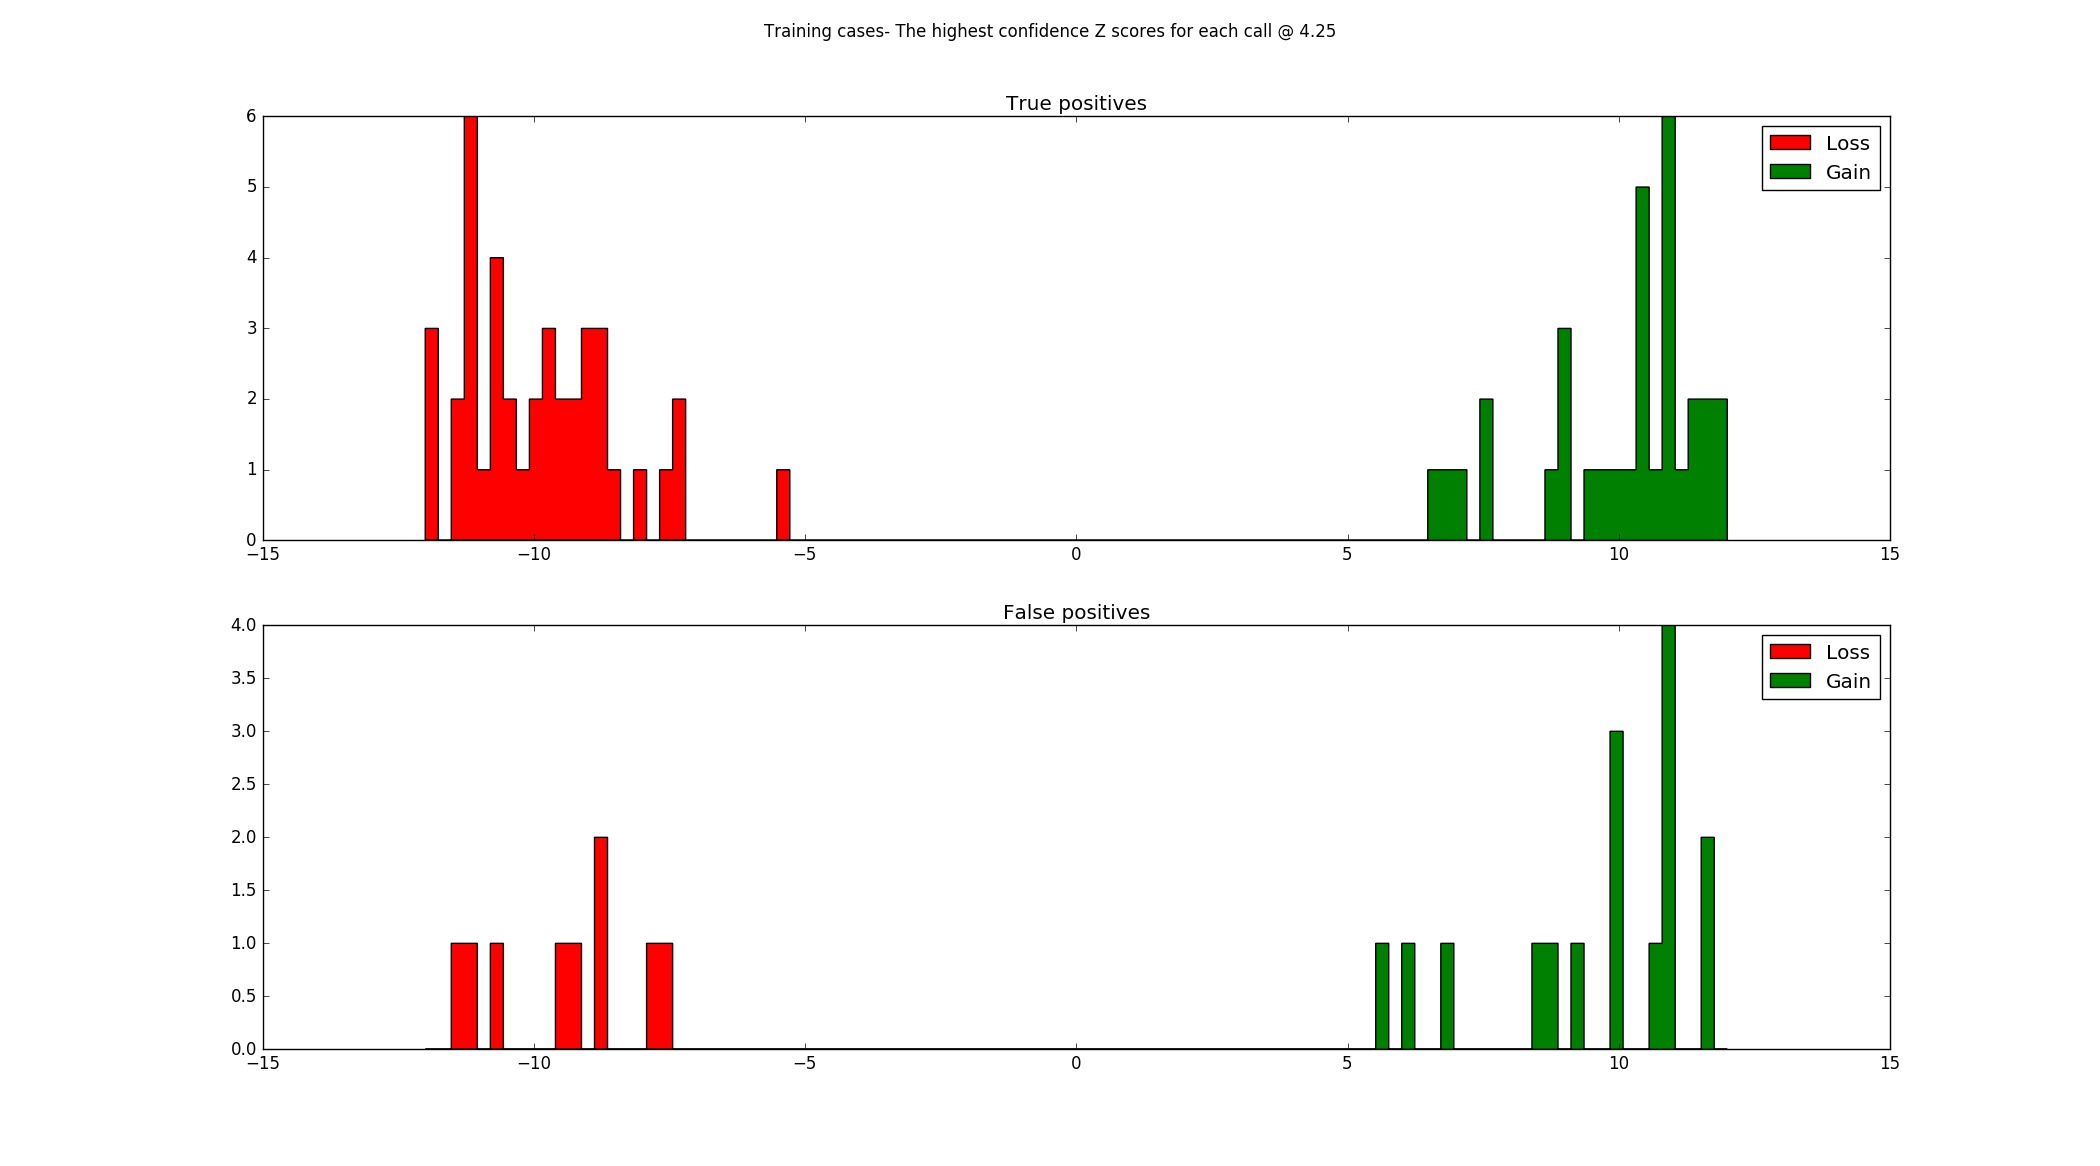 Training cases- The highest confidence Z scores for each call @ 4.25
True positives
6
5
4
3
2
1
0
−15 −10 −5 0 5 10 15
Loss
Gain
False positives
4.0
3.5
3.0
2.5
2.0
1.5
1.0
0.5
0.0
−15 −10 −5 0 5 10 15
Loss
Gain